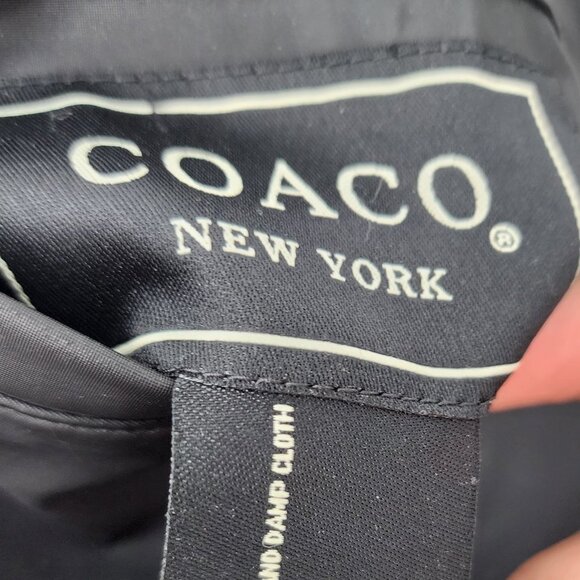 COACO
NEW YORK
®
AND DAMP CLOTH